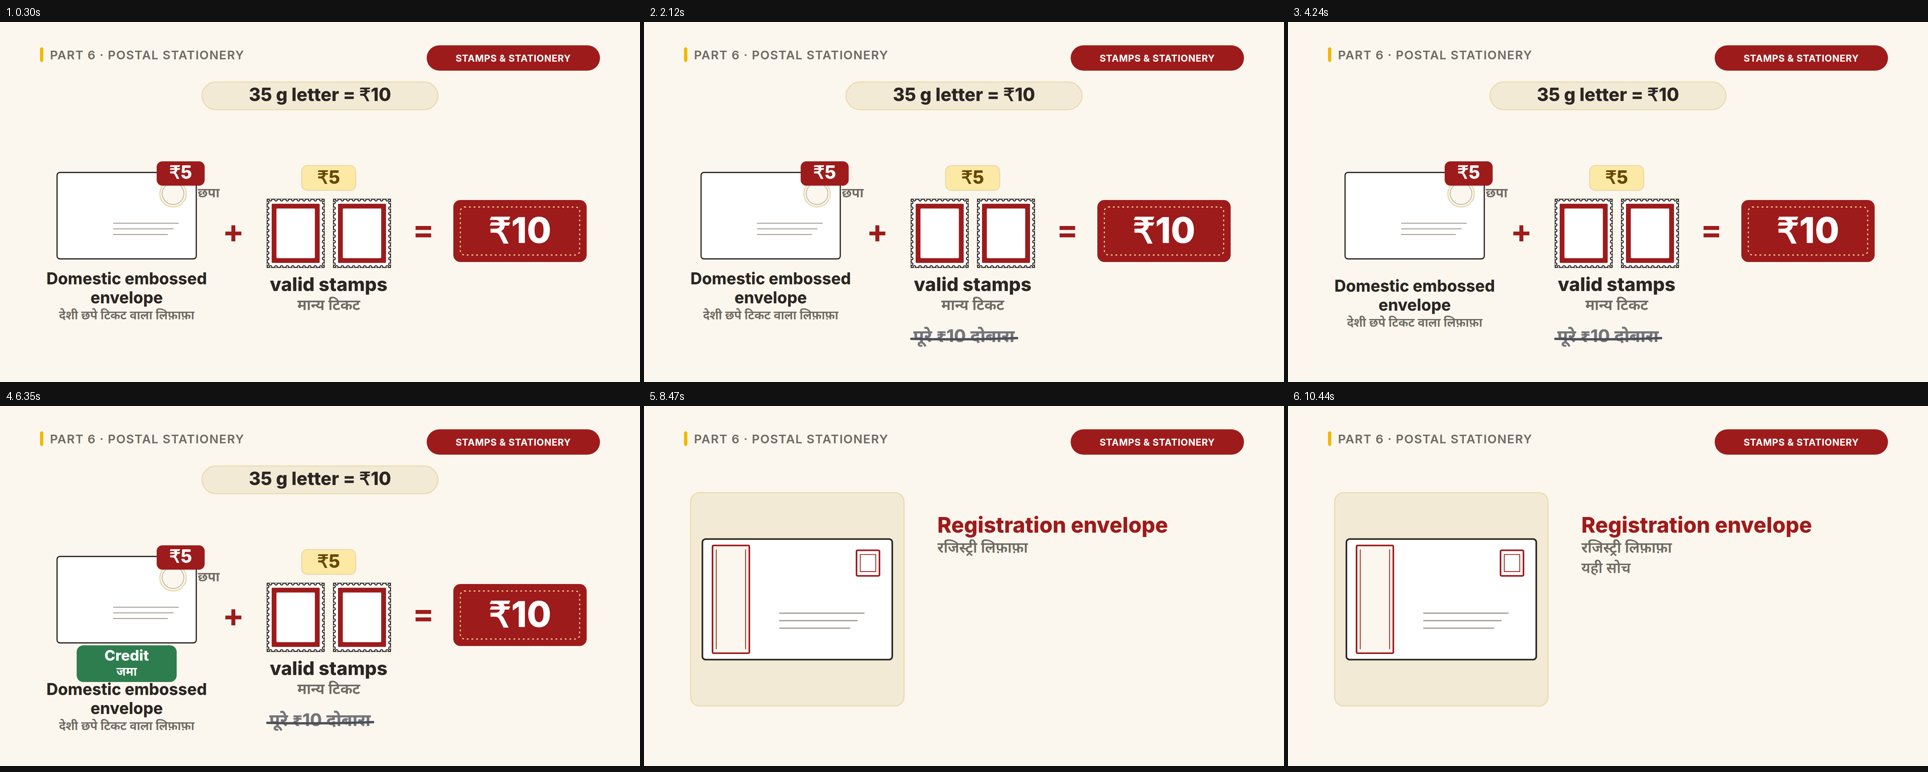 1. 0.30s
PART 6 · POSTAL STATIONERY
STAMPS & STATIONERY
35 g letter = ₹10
₹5
छपा
₹5
+
=
₹10
Domestic embossed
envelope
देशी छपे टिकट वाला लिफ़ाफ़ा
valid stamps
मान्य टिकट
2. 2.12s
PART 6 · POSTAL STATIONERY
STAMPS & STATIONERY
35 g letter = ₹10
₹5
छपा
₹5
+
=
₹10
Domestic embossed
envelope
देशी छपे टिकट वाला लिफ़ाफ़ा
valid stamps
मान्य टिकट
पूरे ₹10 दोबारा
3. 4.24s
PART 6 · POSTAL STATIONERY
STAMPS & STATIONERY
35 g letter = ₹10
₹5
छपा
₹5
+
=
₹10
Domestic embossed
envelope
देशी छपे टिकट वाला लिफ़ाफ़ा
valid stamps
मान्य टिकट
पूरे ₹10 दोबारा
4. 6.35s
PART 6 · POSTAL STATIONERY
STAMPS & STATIONERY
35 g letter = ₹10
₹5
छपा
₹5
+
=
₹10
Credit
जमा
Domestic embossed
envelope
देशी छपे टिकट वाला लिफ़ाफ़ा
valid stamps
मान्य टिकट
पूरे ₹10 दोबारा
5. 8.47s
PART 6 · POSTAL STATIONERY
STAMPS & STATIONERY
Registration envelope
रजिस्ट्री लिफ़ाफ़ा
6. 10.44s
PART 6 · POSTAL STATIONERY
STAMPS & STATIONERY
Registration envelope
रजिस्ट्री लिफ़ाफ़ा
यही सोच